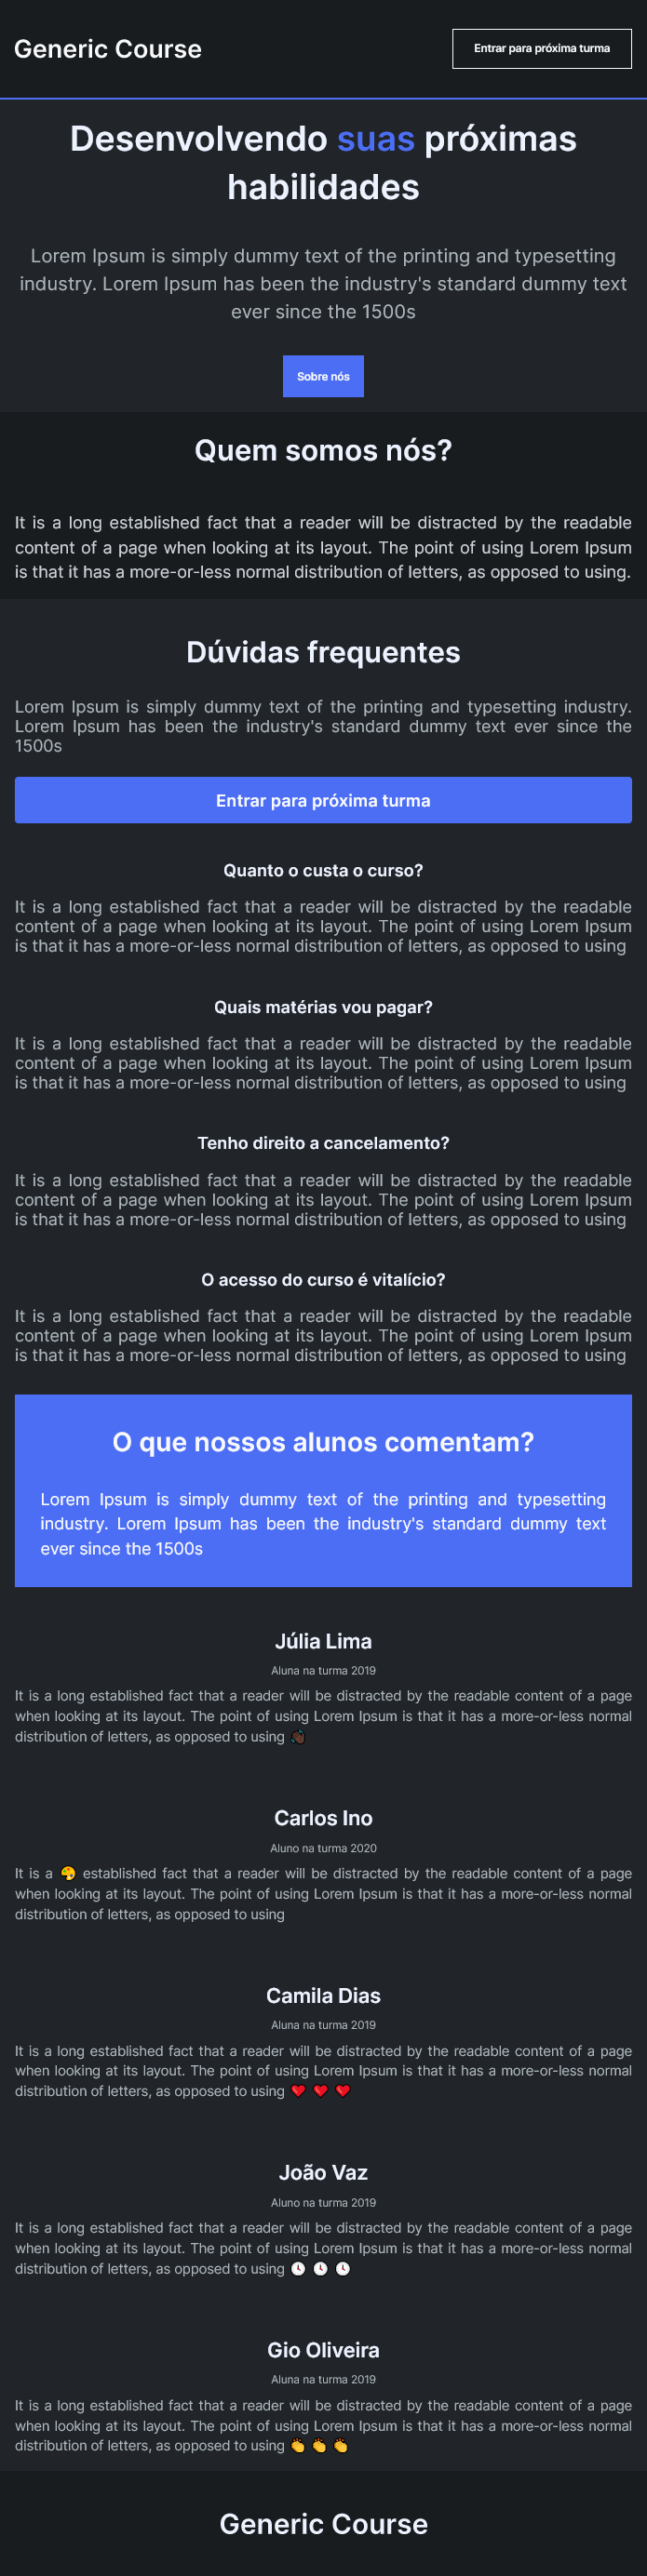 Generic Course
Entrar para próxima turma
Desenvolvendo suas próximas
habilidades
Lorem Ipsum is simply dummy text of the printing and typesetting
industry. Lorem Ipsum has been the industry's standard dummy text
ever since the 1500s
Sobre nós
Quem somos nós?
It is a long established fact that a reader will be distracted by the readable
content of a page when looking at its layout. The point of using Lorem Ipsum
is that it has a more-or-less normal distribution of letters, as opposed to using.
Dúvidas frequentes
Lorem Ipsum is simply dummy text of the printing and typesetting industry.
Lorem Ipsum has been the industry's standard dummy text ever since the
1500s
Entrar para próxima turma
Quanto o custa o curso?
It is a long established fact that a reader will be distracted by the readable
content of a page when looking at its layout. The point of using Lorem Ipsum
is that it has a more-or-less normal distribution of letters, as opposed to using
Quais matérias vou pagar?
It is a long established fact that a reader will be distracted by the readable
content of a page when looking at its layout. The point of using Lorem Ipsum
is that it has a more-or-less normal distribution of letters, as opposed to using
Tenho direito a cancelamento?
It is a long established fact that a reader will be distracted by the readable
content of a page when looking at its layout. The point of using Lorem Ipsum
is that it has a more-or-less normal distribution of letters, as opposed to using
O acesso do curso é vitalício?
It is a long established fact that a reader will be distracted by the readable
content of a page when looking at its layout. The point of using Lorem Ipsum
is that it has a more-or-less normal distribution of letters, as opposed to using
O que nossos alunos comentam?
Lorem Ipsum is simply dummy text of the printing and typesetting
industry. Lorem Ipsum has been the industry's standard dummy text
ever since the 1500s
Júlia Lima
Aluna na turma 2019
It is a long established fact that a reader will be distracted by the readable content of a page
when looking at its layout. The point of using Lorem Ipsum is that it has a more-or-less normal
distribution of letters, as opposed to using
Carlos Ino
Aluno na turma 2020
It is a 🎨 established fact that a reader will be distracted by the readable content of a page
when looking at its layout. The point of using Lorem Ipsum is that it has a more-or-less normal
distribution of letters, as opposed to using
Camila Dias
Aluna na turma 2019
It is a long established fact that a reader will be distracted by the readable content of a page
when looking at its layout. The point of using Lorem Ipsum is that it has a more-or-less normal
distribution of letters, as opposed to using ❤️ ❤️ ❤️
João Vaz
Aluno na turma 2019
It is a long established fact that a reader will be distracted by the readable content of a page
when looking at its layout. The point of using Lorem Ipsum is that it has a more-or-less normal
distribution of letters, as opposed to using 🕓 🕓 🕓
Gio Oliveira
Aluna na turma 2019
It is a long established fact that a reader will be distracted by the readable content of a page
when looking at its layout. The point of using Lorem Ipsum is that it has a more-or-less normal
distribution of letters, as opposed to using 👏 👏 👏
Generic Course